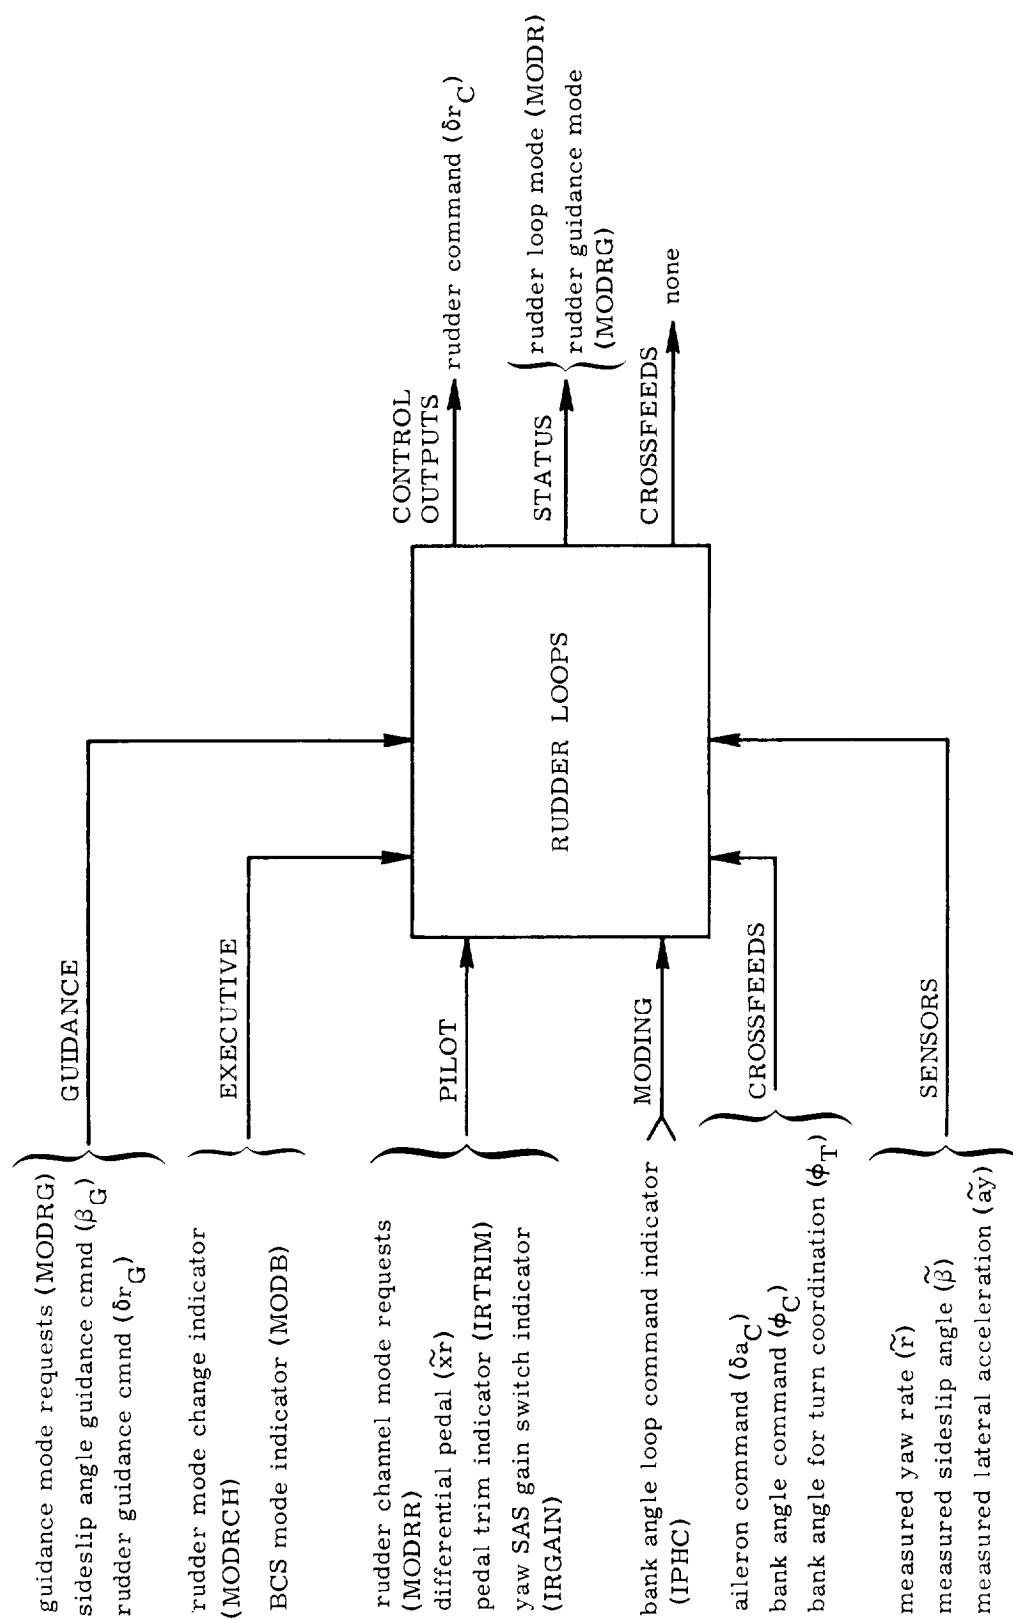 guidance mode requests (MODRG)
sideslip angle guidance cmnd (β_G)
rudder guidance cmnd (δr_G)
GUIDANCE
rudder mode change indicator
(MODRCH)
BCS mode indicator (MODB)
EXECUTIVE
rudder channel mode requests
(MODRR)
differential pedal (x̃r)
pedal trim indicator (IRTRIM)
yaw SAS gain switch indicator
(IRGAIN)
PILOT
bank angle loop command indicator
(IPHC)
MODING
aileron command (δa_C)
bank angle command (ϕ_C)
bank angle for turn coordination (ϕ_T)
CROSSFEEDS
measured yaw rate (r̃)
measured sideslip angle (β̃)
measured lateral acceleration (ãy)
SENSORS
RUDDER LOOPS
CONTROL
OUTPUTS
rudder command (δr_C)
STATUS
rudder loop mode (MODR)
rudder guidance mode
(MODRG)
CROSSFEEDS
none